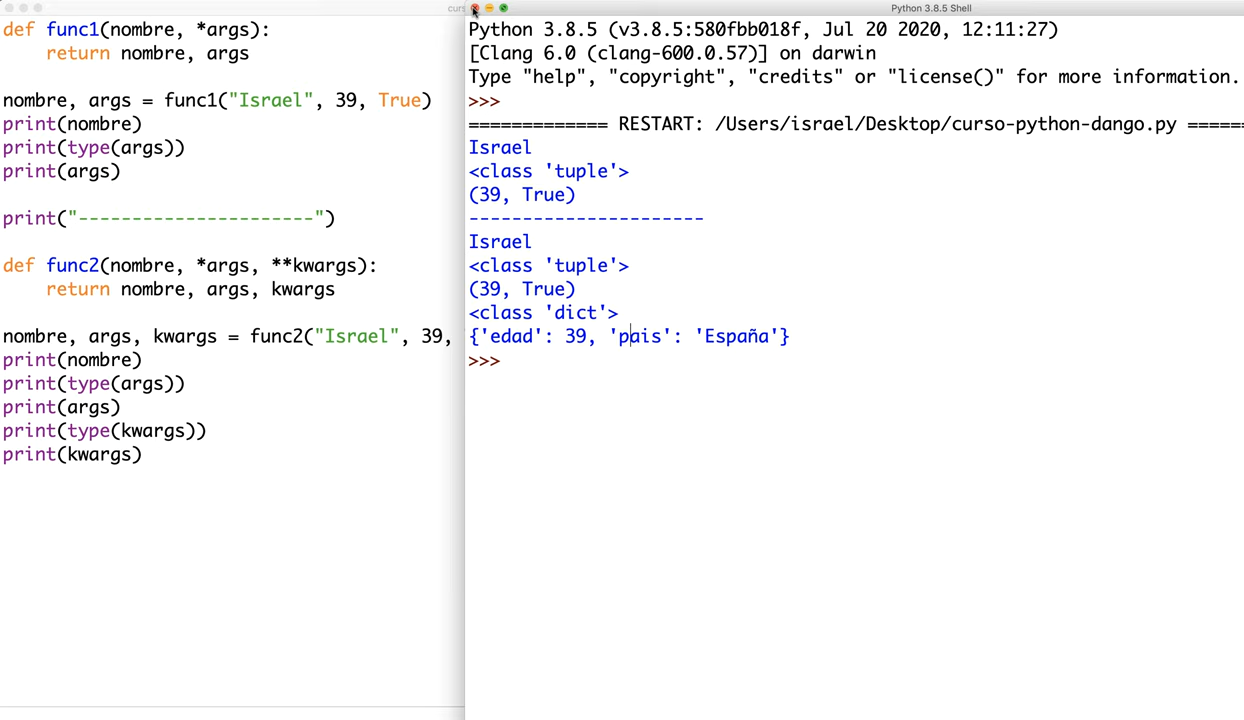 def func1(nombre, *args):
    return nombre, args
nombre, args = func1("Israel", 39, True)
print(nombre)
print(type(args))
print(args)
print("----------------------")
def func2(nombre, *args, **kwargs):
    return nombre, args, kwargs
nombre, args, kwargs = func2("Israel", 39,
print(nombre)
print(type(args))
print(args)
print(type(kwargs))
print(kwargs)
curs
Python 3.8.5 Shell
Python 3.8.5 (v3.8.5:580fbb018f, Jul 20 2020, 12:11:27)
[Clang 6.0 (clang-600.0.57)] on darwin
Type "help", "copyright", "credits" or "license()" for more information.
>>>
============= RESTART: /Users/israel/Desktop/curso-python-dango.py ======
Israel
<class 'tuple'>
(39, True)
----------------------
Israel
<class 'tuple'>
(39, True)
<class 'dict'>
{'edad': 39, 'pais': 'España'}
>>>